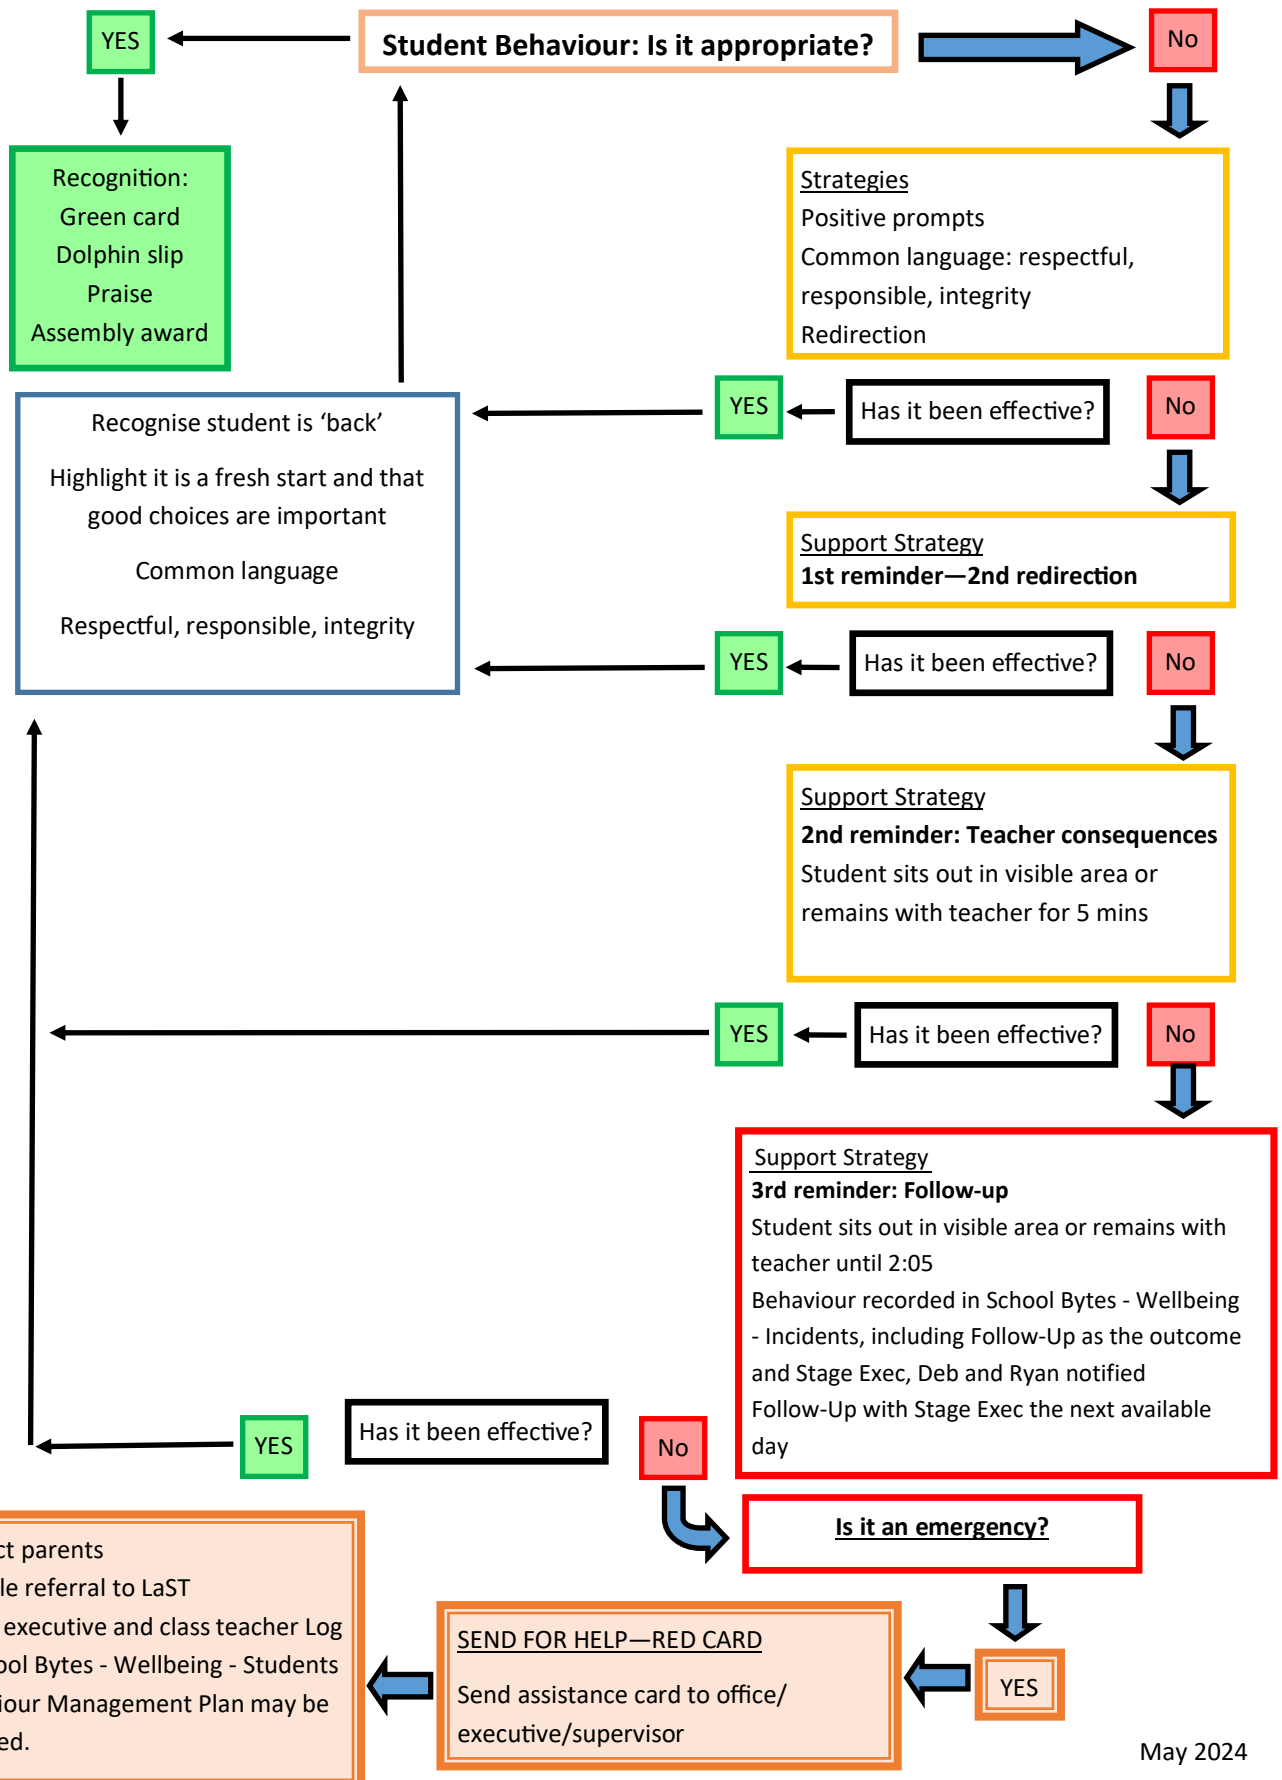 YES
Student Behaviour: Is it appropriate?
No
Recognition:
Green card
Dolphin slip
Praise
Assembly award
Strategies
Positive prompts
Common language: respectful,
responsible, integrity
Redirection
Has it been effective?
YES
No
Recognise student is ‘back’
Highlight it is a fresh start and that
good choices are important
Common language
Respectful, responsible, integrity
Support Strategy
1st reminder—2nd redirection
Has it been effective?
YES
No
Support Strategy
2nd reminder: Teacher consequences
Student sits out in visible area or
remains with teacher for 5 mins
Has it been effective?
YES
No
Support Strategy
3rd reminder: Follow-up
Student sits out in visible area or remains with
teacher until 2:05
Behaviour recorded in School Bytes - Wellbeing
- Incidents, including Follow-Up as the outcome
and Stage Exec, Deb and Ryan notified
Follow-Up with Stage Exec the next available
day
Has it been effective?
YES
No
Is it an emergency?
YES
SEND FOR HELP—RED CARD
Send assistance card to office/
executive/supervisor
parents
referral to LaST
executive and class teacher Log
Bytes - Wellbeing - Students
Management Plan may be
May 2024